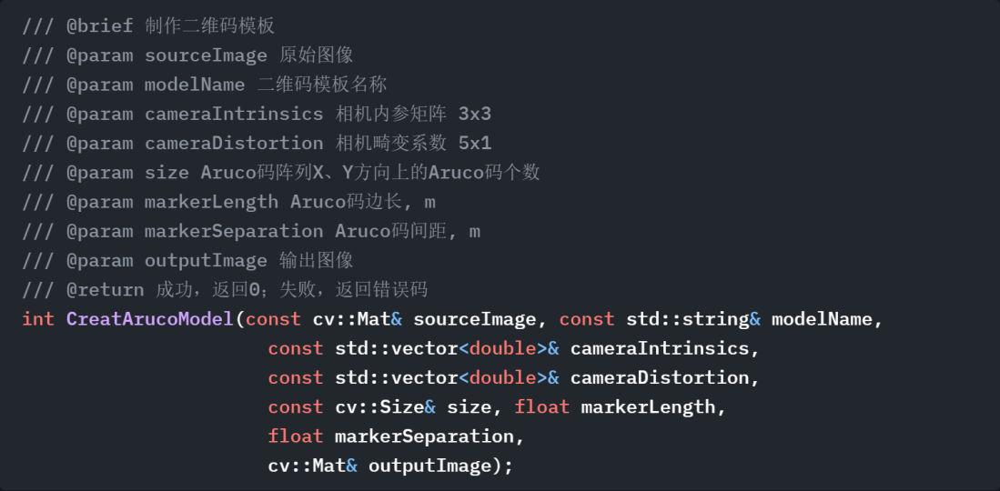 /// @brief 制作二维码模板
/// @param sourceImage 原始图像
/// @param modelName 二维码模板名称
/// @param cameraIntrinsics 相机内参矩阵 3x3
/// @param cameraDistortion 相机畸变系数 5x1
/// @param size Aruco码阵列X、Y方向上的Aruco码个数
/// @param markerLength Aruco码边长, m
/// @param markerSeparation Aruco码间距, m
/// @param outputImage 输出图像
/// @return 成功，返回0；失败，返回错误码
int CreatArucoModel(const cv::Mat& sourceImage, const std::string& modelName,
                    const std::vector<double>& cameraIntrinsics,
                    const std::vector<double>& cameraDistortion,
                    const cv::Size& size, float markerLength,
                    float markerSeparation,
                    cv::Mat& outputImage);